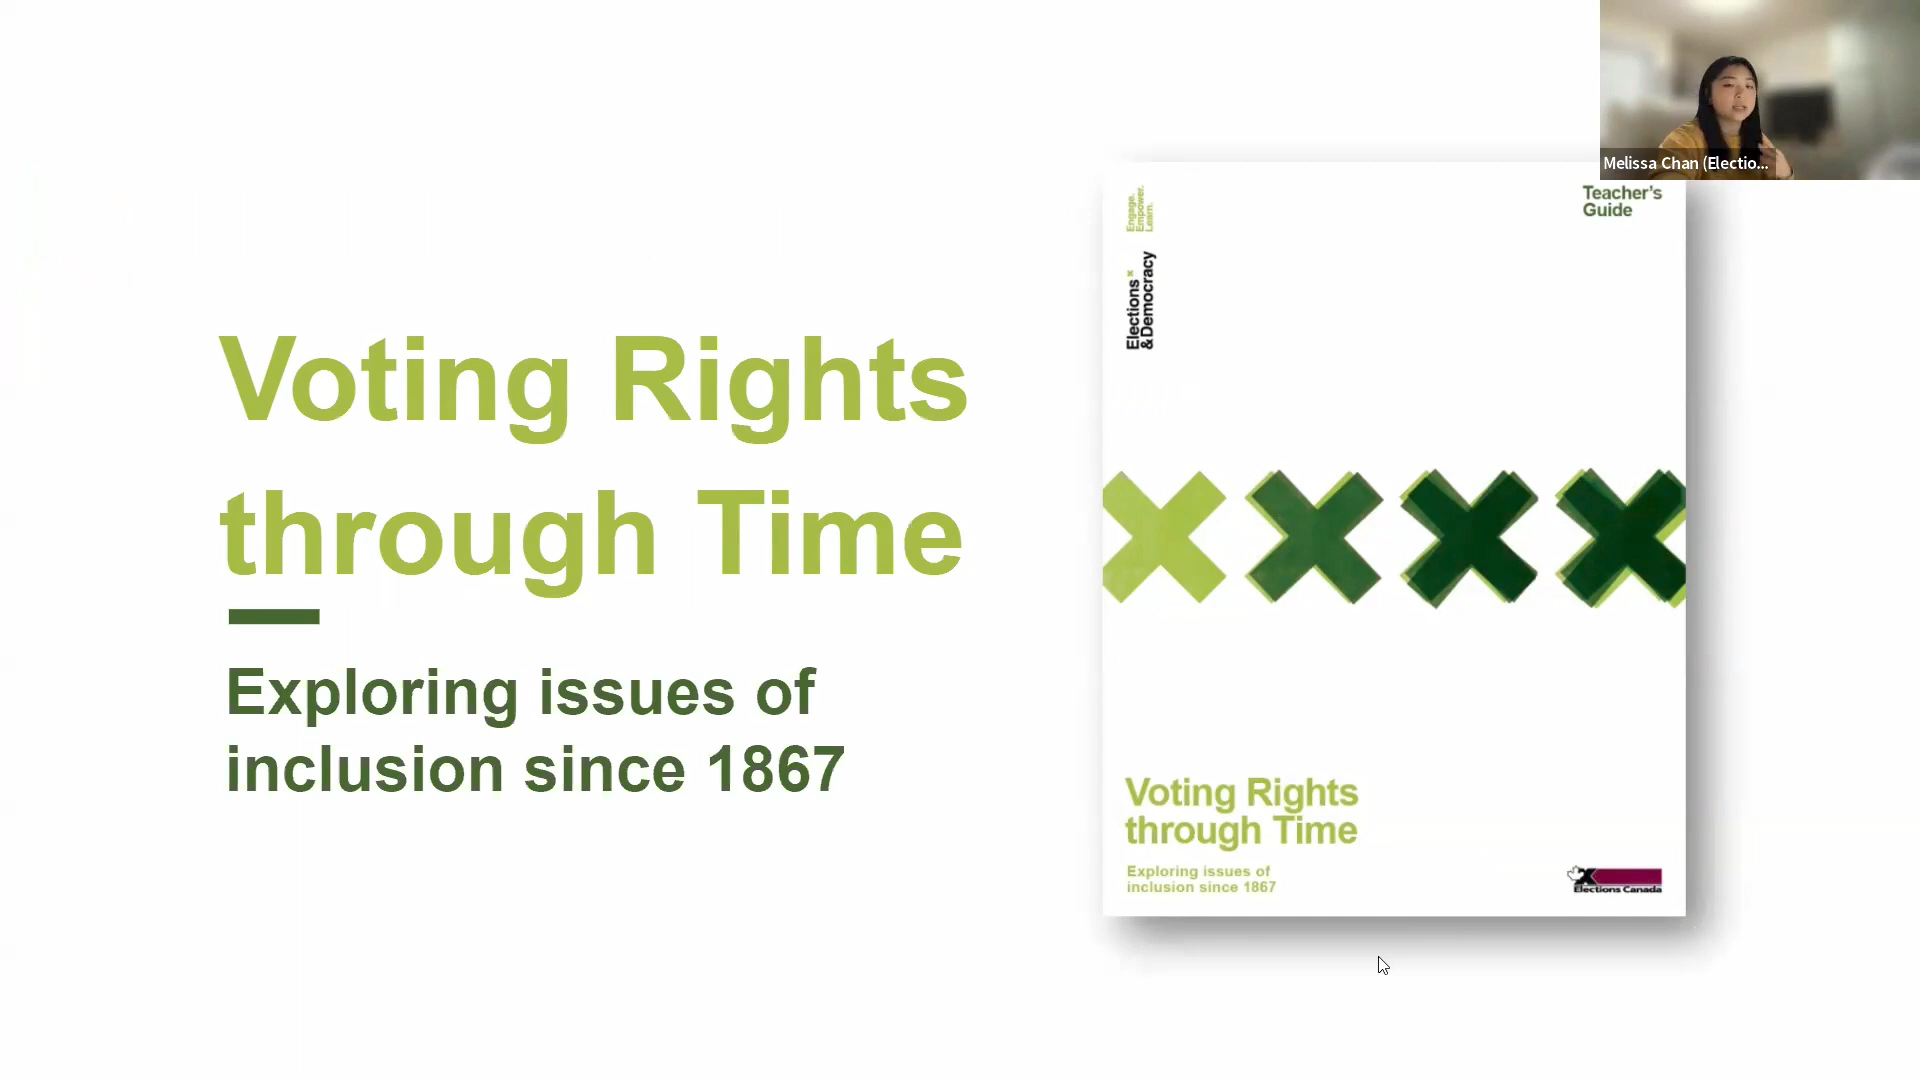 Voting Rights
through Time
Exploring issues of
inclusion since 1867
Melissa Chan (Electio...
Teacher's
Guide
Engage.
Empower.
Learn.
Elections
&Democracy
Voting Rights
through Time
Exploring issues of
inclusion since 1867
Elections Canada